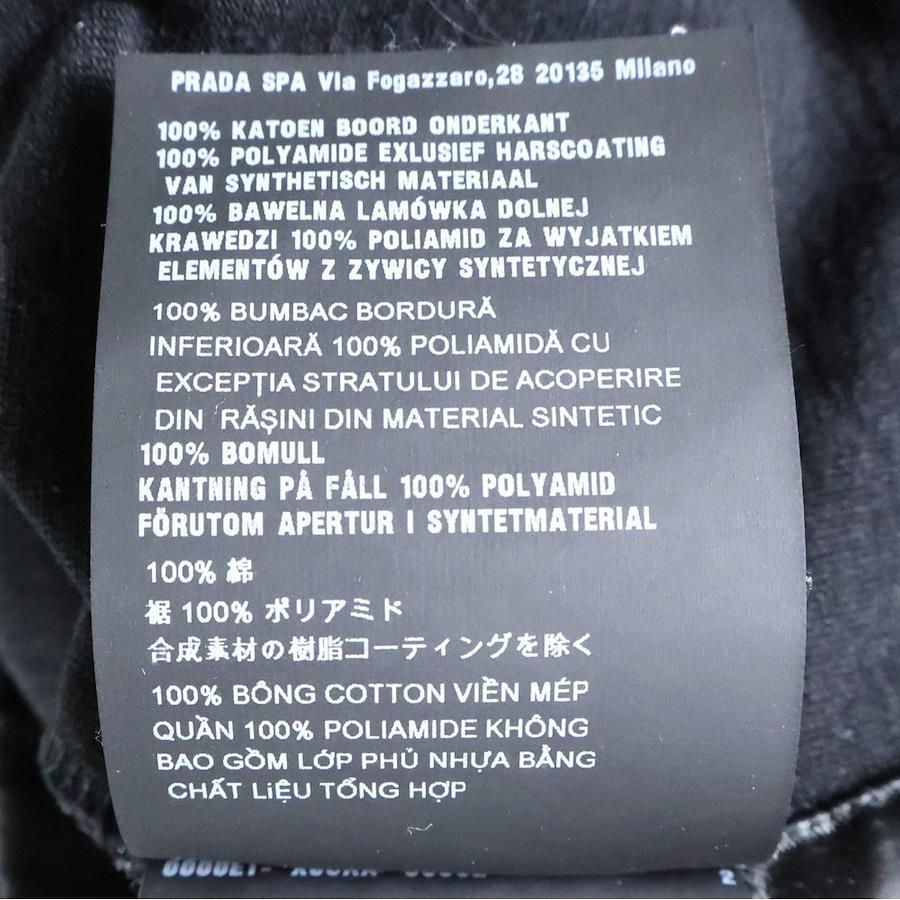 PRADA SPA Via Fogazzaro,28 20135 Milano
100% KATOEN BOORD ONDERKANT
100% POLYAMIDE EXLUSIEF HARSCOATING
VAN SYNTHETISCH MATERIAAL
100% BAWELNA LAMÓWKA DOLNEJ
KRAWEDZI 100% POLIAMID ZA WYJATKIEM
ELEMENTÓW Z ZYWICY SYNTETYCZNEJ
100% BUMBAC BORDURĂ
INFERIOARĂ 100% POLIAMIDĂ CU
EXCEPȚIA STRATULUI DE ACOPERIRE
DIN RĂȘINI DIN MATERIAL SINTETIC
100% BOMULL
KANTNING PÅ FÅLL 100% POLYAMID
FÖRUTOM APERTUR I SYNTETMATERIAL
100% 綿
裾 100% ポリアミド
合成素材の樹脂コーティングを除く
100% BÔNG COTTON VIỀN MÉP
QUẦN 100% POLIAMIDE KHÔNG
BAO GỒM LỚP PHỦ NHỰA BẰNG
CHẤT LiỆU TỔNG HỢP
2